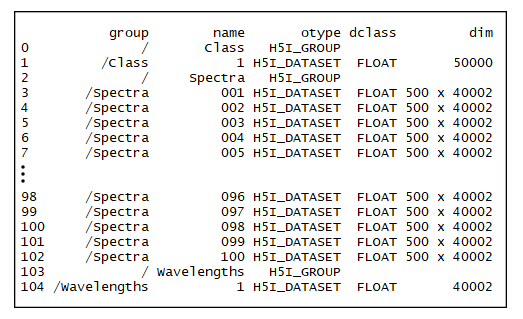 group name otype dclass dim
0 / Class H5I_GROUP
1 /Class 1 H5I_DATASET FLOAT 50000
2 / Spectra H5I_GROUP
3 /Spectra 001 H5I_DATASET FLOAT 500 x 40002
4 /Spectra 002 H5I_DATASET FLOAT 500 x 40002
5 /Spectra 003 H5I_DATASET FLOAT 500 x 40002
6 /Spectra 004 H5I_DATASET FLOAT 500 x 40002
7 /Spectra 005 H5I_DATASET FLOAT 500 x 40002
⋮
98 /Spectra 096 H5I_DATASET FLOAT 500 x 40002
99 /Spectra 097 H5I_DATASET FLOAT 500 x 40002
100 /Spectra 098 H5I_DATASET FLOAT 500 x 40002
101 /Spectra 099 H5I_DATASET FLOAT 500 x 40002
102 /Spectra 100 H5I_DATASET FLOAT 500 x 40002
103 / Wavelengths H5I_GROUP
104 /Wavelengths 1 H5I_DATASET FLOAT 40002